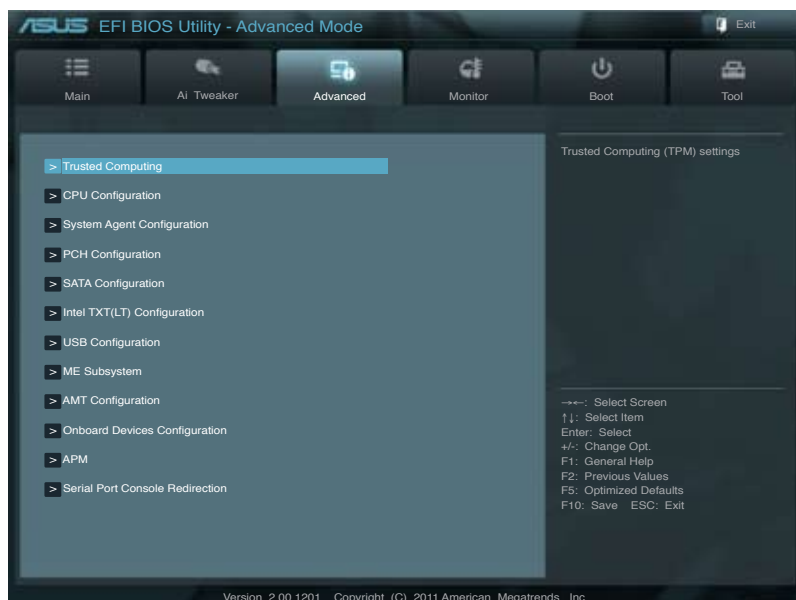 ASUS EFI BIOS Utility - Advanced Mode
Exit
Main
Ai Tweaker
Advanced
Monitor
Boot
Tool
> Trusted Computing
> CPU Configuration
> System Agent Configuration
> PCH Configuration
> SATA Configuration
> Intel TXT(LT) Configuration
> USB Configuration
> ME Subsystem
> AMT Configuration
> Onboard Devices Configuration
> APM
> Serial Port Console Redirection
Trusted Computing (TPM) settings
→←: Select Screen
↑↓: Select Item
Enter: Select
+/-: Change Opt.
F1: General Help
F2: Previous Values
F5: Optimized Defaults
F10: Save ESC: Exit
Version 2.00.1201 Copyright (C) 2011 American Megatrends, Inc.